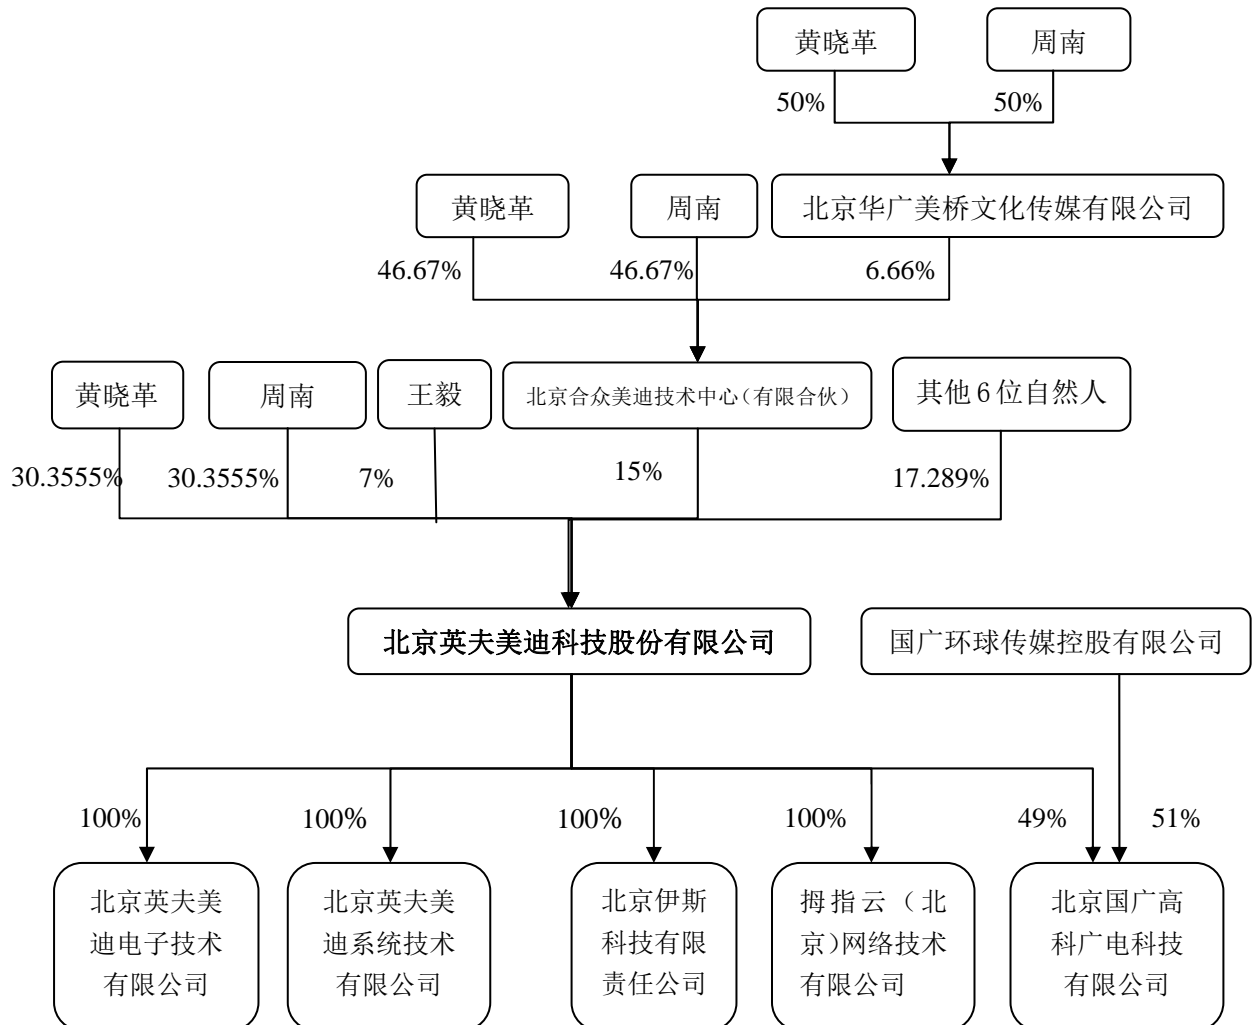 黄晓革
周南
50%
50%
黄晓革
周南
北京华广美桥文化传媒有限公司
46.67%
46.67%
6.66%
黄晓革
周南
王毅
北京合众美迪技术中心（有限合伙）
其他 6 位自然人
30.3555%
30.3555%
7%
15%
17.289%
北京英夫美迪科技股份有限公司
国广环球传媒控股有限公司
100%
100%
100%
100%
49%
51%
北京英夫美
迪电子技术
有限公司
北京英夫美
迪系统技术
有限公司
北京伊斯
科技有限
责任公司
拇指云（北
京）网络技术
有限公司
北京国广高
科广电科技
有限公司